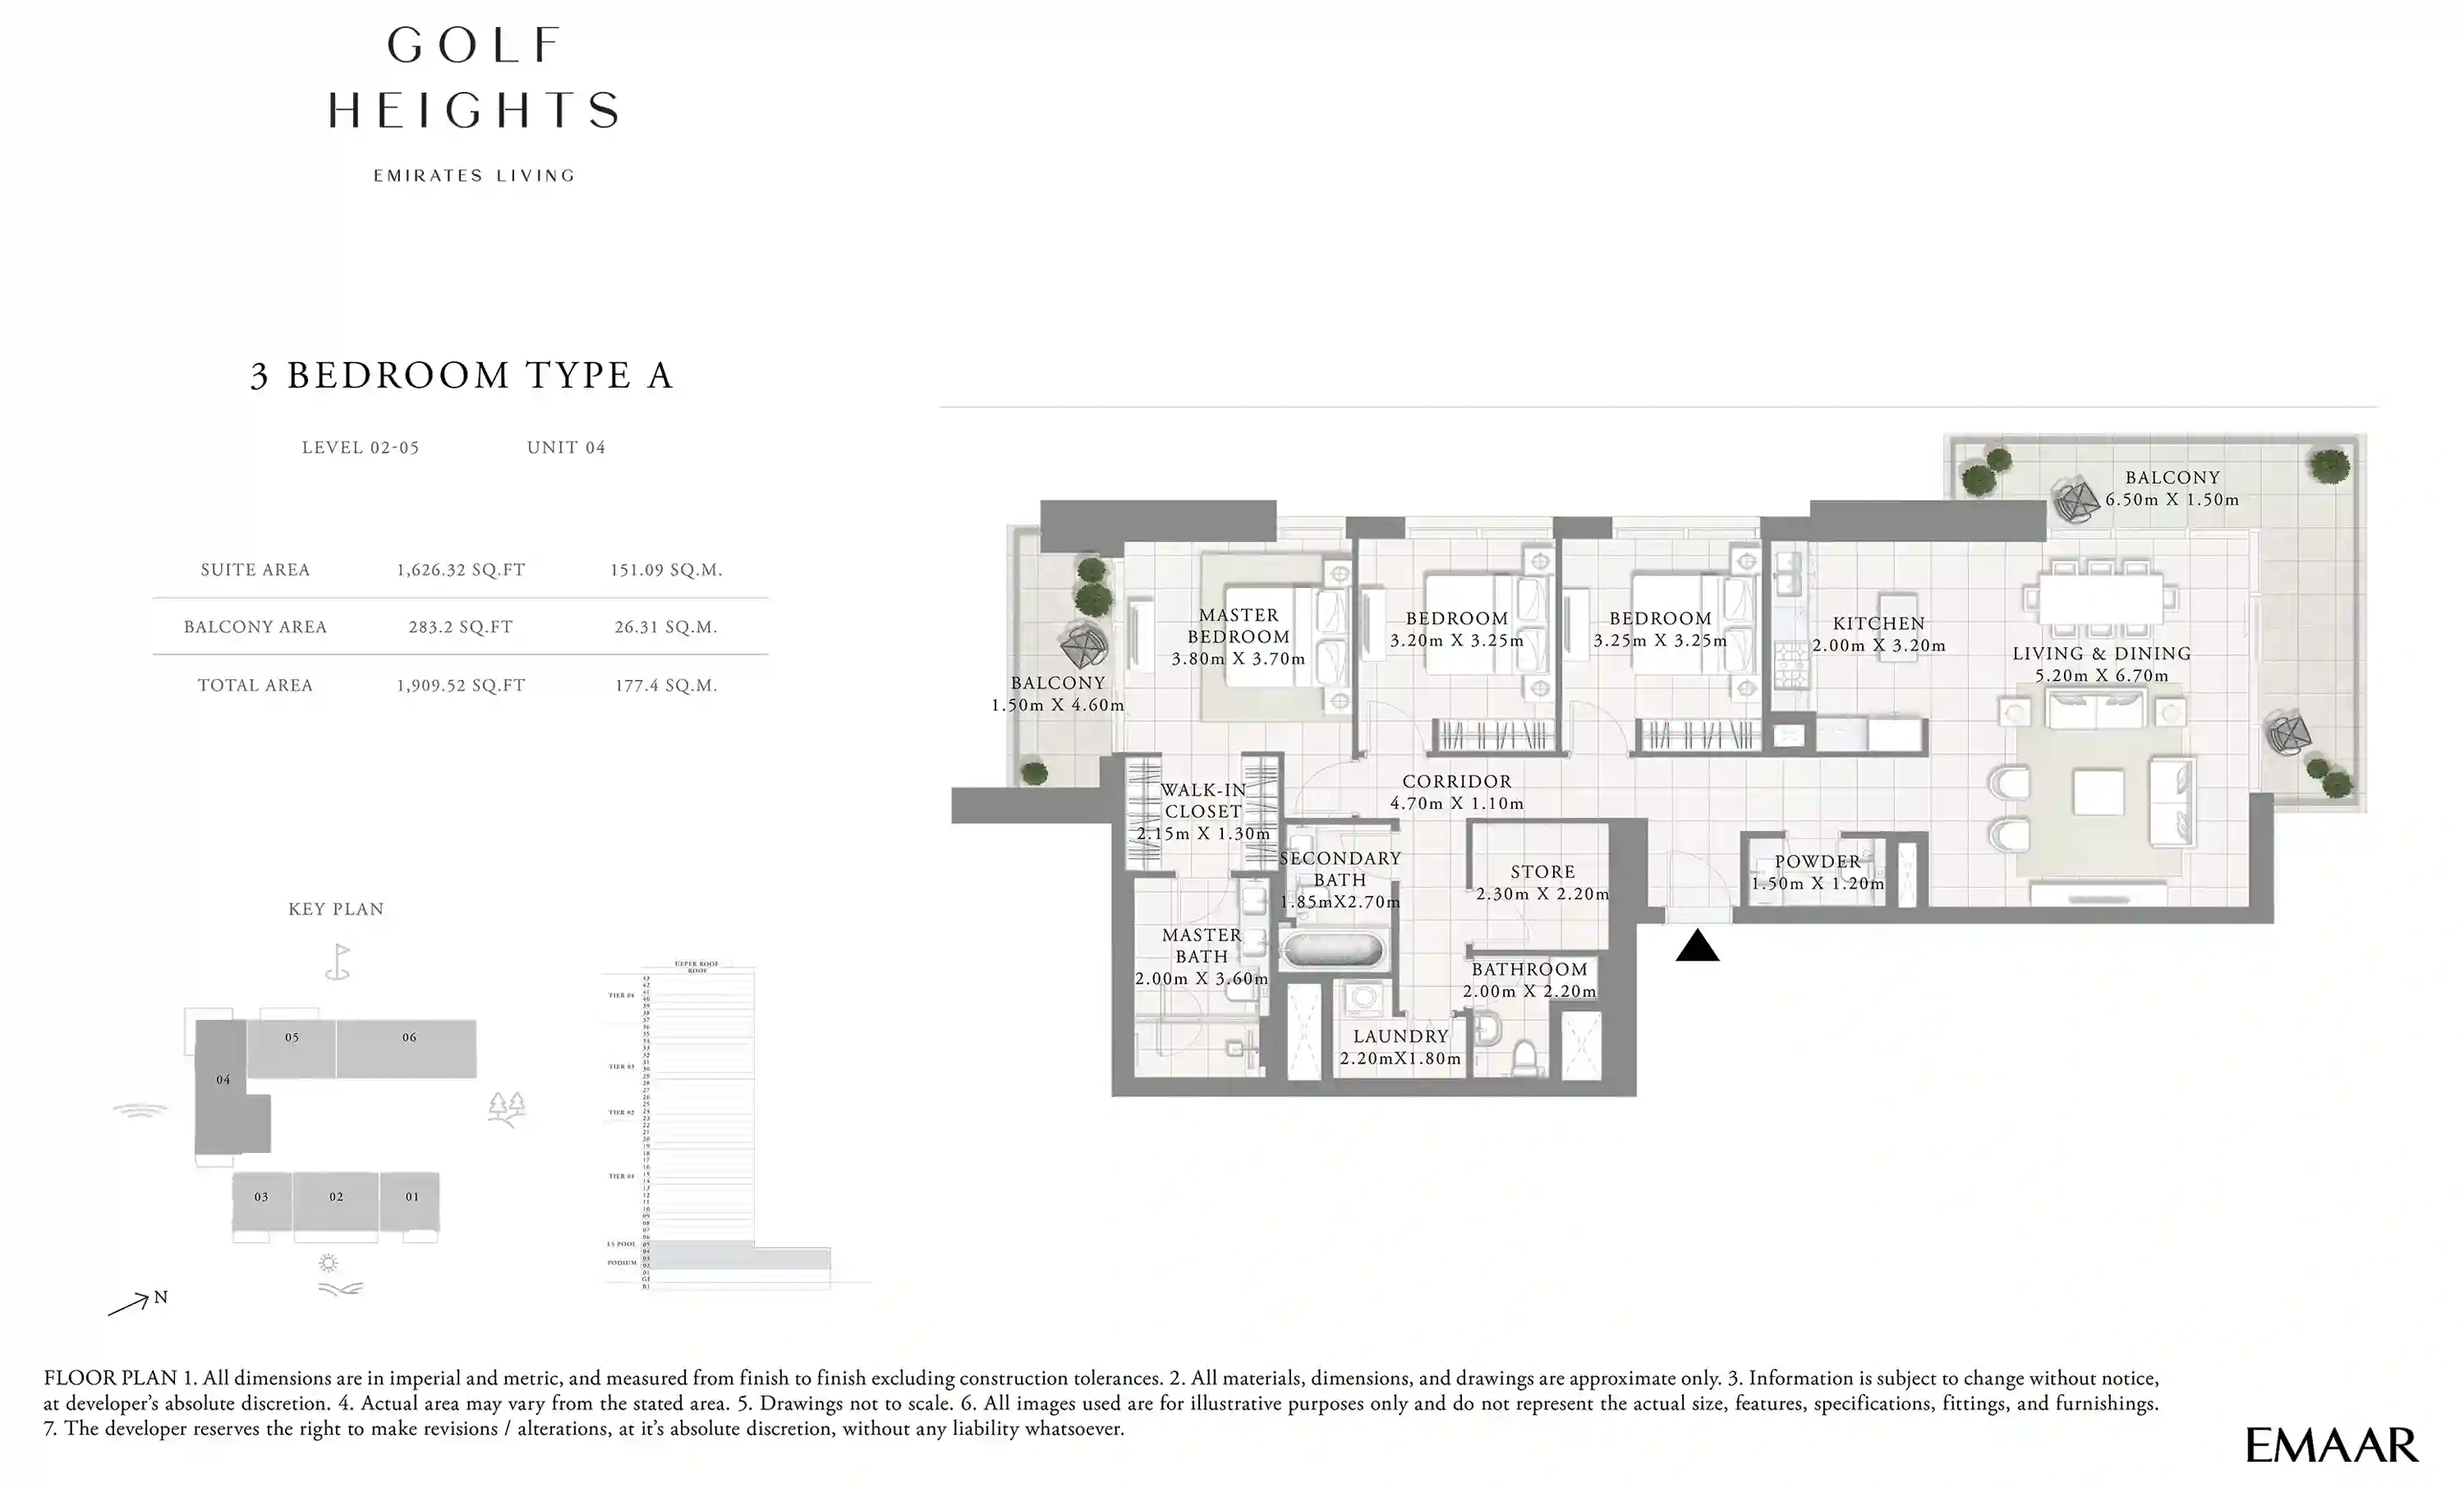 GOLF
HEIGHTS
EMIRATES LIVING
3 BEDROOM TYPE A
LEVEL 02-05 UNIT 04
SUITE AREA 1,626.32 SQ.FT 151.09 SQ.M.
BALCONY AREA 283.2 SQ.FT 26.31 SQ.M.
TOTAL AREA 1,909.52 SQ.FT 177.4 SQ.M.
BALCONY
6.50m X 1.50m
MASTER
BEDROOM
3.80m X 3.70m
BEDROOM
3.20m X 3.25m
BEDROOM
3.25m X 3.25m
KITCHEN
2.00m X 3.20m
LIVING & DINING
5.20m X 6.70m
BALCONY
1.50m X 4.60m
WALK-IN
CLOSET
2.15m X 1.30m
CORRIDOR
4.70m X 1.10m
SECONDARY
BATH
1.85mX2.70m
STORE
2.30m X 2.20m
POWDER
1.50m X 1.20m
MASTER
BATH
2.00m X 3.60m
BATHROOM
2.00m X 2.20m
LAUNDRY
2.20mX1.80m
KEY PLAN
05
06
04
03
02
01
N
UPPER ROOF
ROOF
TIER 04
TIER 03
TIER 02
TIER 01
L5 POOL
PODIUM
FLOOR PLAN 1. All dimensions are in imperial and metric, and measured from finish to finish excluding construction tolerances. 2. All materials, dimensions, and drawings are approximate only. 3. Information is subject to change without notice,
at developer’s absolute discretion. 4. Actual area may vary from the stated area. 5. Drawings not to scale. 6. All images used are for illustrative purposes only and do not represent the actual size, features, specifications, fittings, and furnishings.
7. The developer reserves the right to make revisions / alterations, at it’s absolute discretion, without any liability whatsoever.
EMAAR